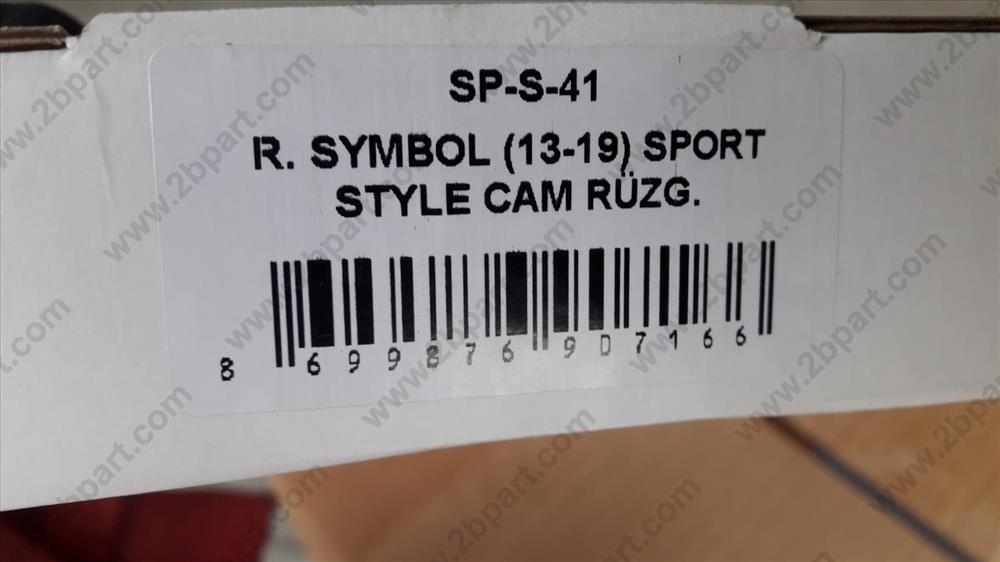 SP-S-41
R. SYMBOL (13-19) SPORT
STYLE CAM RÜZG.
8 699876 907166
www.2bpart.com